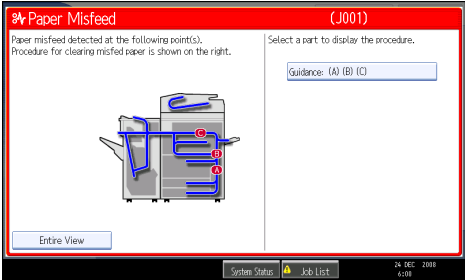 Paper Misfeed
(J001)
Paper misfeed detected at the following point(s).
Procedure for clearing misfed paper is shown on the right.
Select a part to display the procedure.
Guidance: (A) (B) (C)
C
B
A
Entire View
System Status
Job List
24 DEC 2008
6:00